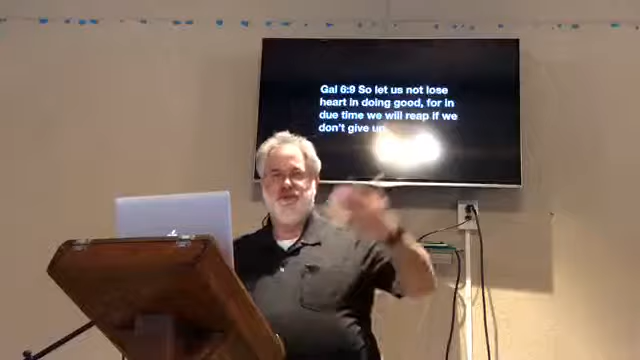 Gal 6:9 So let us not lose
heart in doing good, for in
due time we will reap if we
don't give up